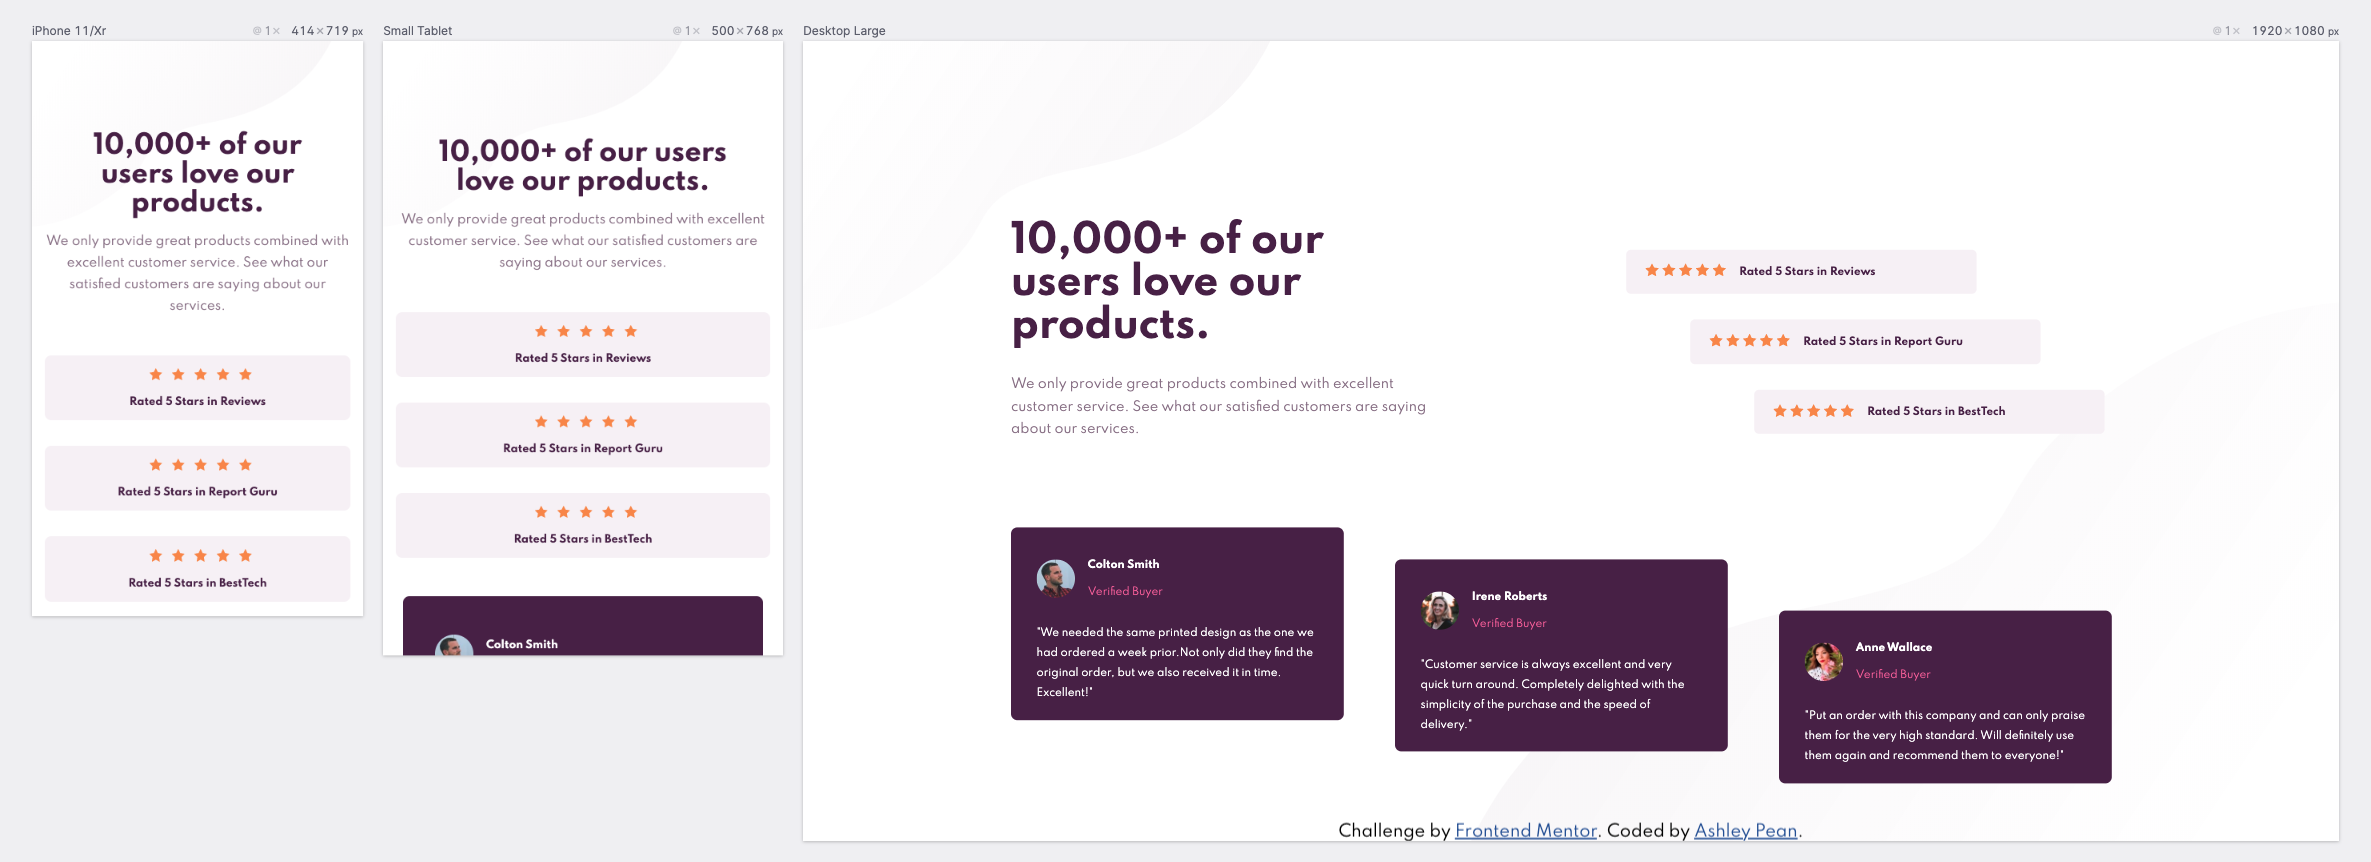 iPhone 11/Xr @1× 414×719 px
10,000+ of our
users love our
products.
We only provide great products combined with
excellent customer service. See what our
satisfied customers are saying about our
services.
Rated 5 Stars in Reviews
Rated 5 Stars in Report Guru
Rated 5 Stars in BestTech
Small Tablet @1× 500×768 px
10,000+ of our users
love our products.
We only provide great products combined with excellent
customer service. See what our satisfied customers are
saying about our services.
Rated 5 Stars in Reviews
Rated 5 Stars in Report Guru
Rated 5 Stars in BestTech
Colton Smith
Desktop Large @1× 1920×1080 px
10,000+ of our
users love our
products.
We only provide great products combined with excellent
customer service. See what our satisfied customers are saying
about our services.
Rated 5 Stars in Reviews
Rated 5 Stars in Report Guru
Rated 5 Stars in BestTech
Colton Smith
Verified Buyer
"We needed the same printed design as the one we
had ordered a week prior.Not only did they find the
original order, but we also received it in time.
Excellent!"
Irene Roberts
Verified Buyer
"Customer service is always excellent and very
quick turn around. Completely delighted with the
simplicity of the purchase and the speed of
delivery."
Anne Wallace
Verified Buyer
"Put an order with this company and can only praise
them for the very high standard. Will definitely use
them again and recommend them to everyone!"
Challenge by Frontend Mentor. Coded by Ashley Pean.